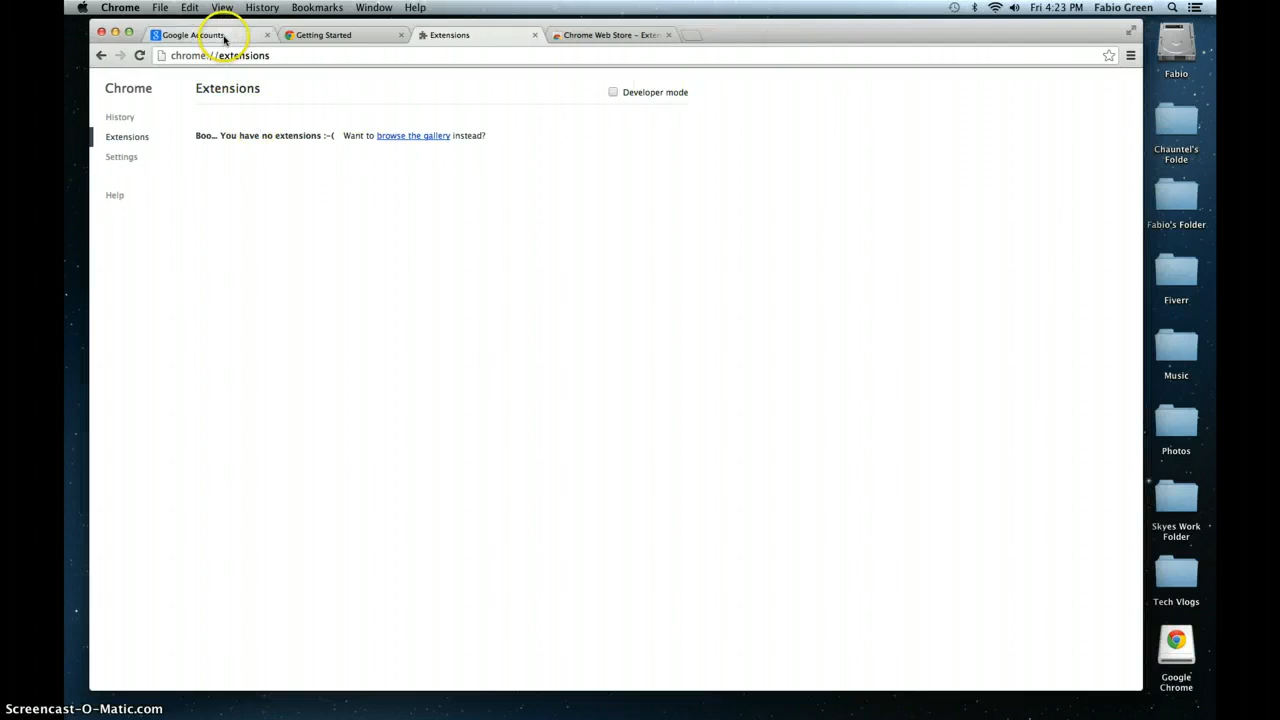 Chrome File Edit View History Bookmarks Window Help Fri 4:23 PM Fabio Green
Google Accounts Getting Started Extensions Chrome Web Store - Exten
chrome://extensions
Chrome
History
Extensions
Settings
Help
Extensions
Developer mode
Boo... You have no extensions :-( Want to browse the gallery instead?
Fabio
Chauntel's
Folde
Fabio's Folder
Fiverr
Music
Photos
Skyes Work
Folder
Tech Vlogs
Google
Chrome
Screencast-O-Matic.com